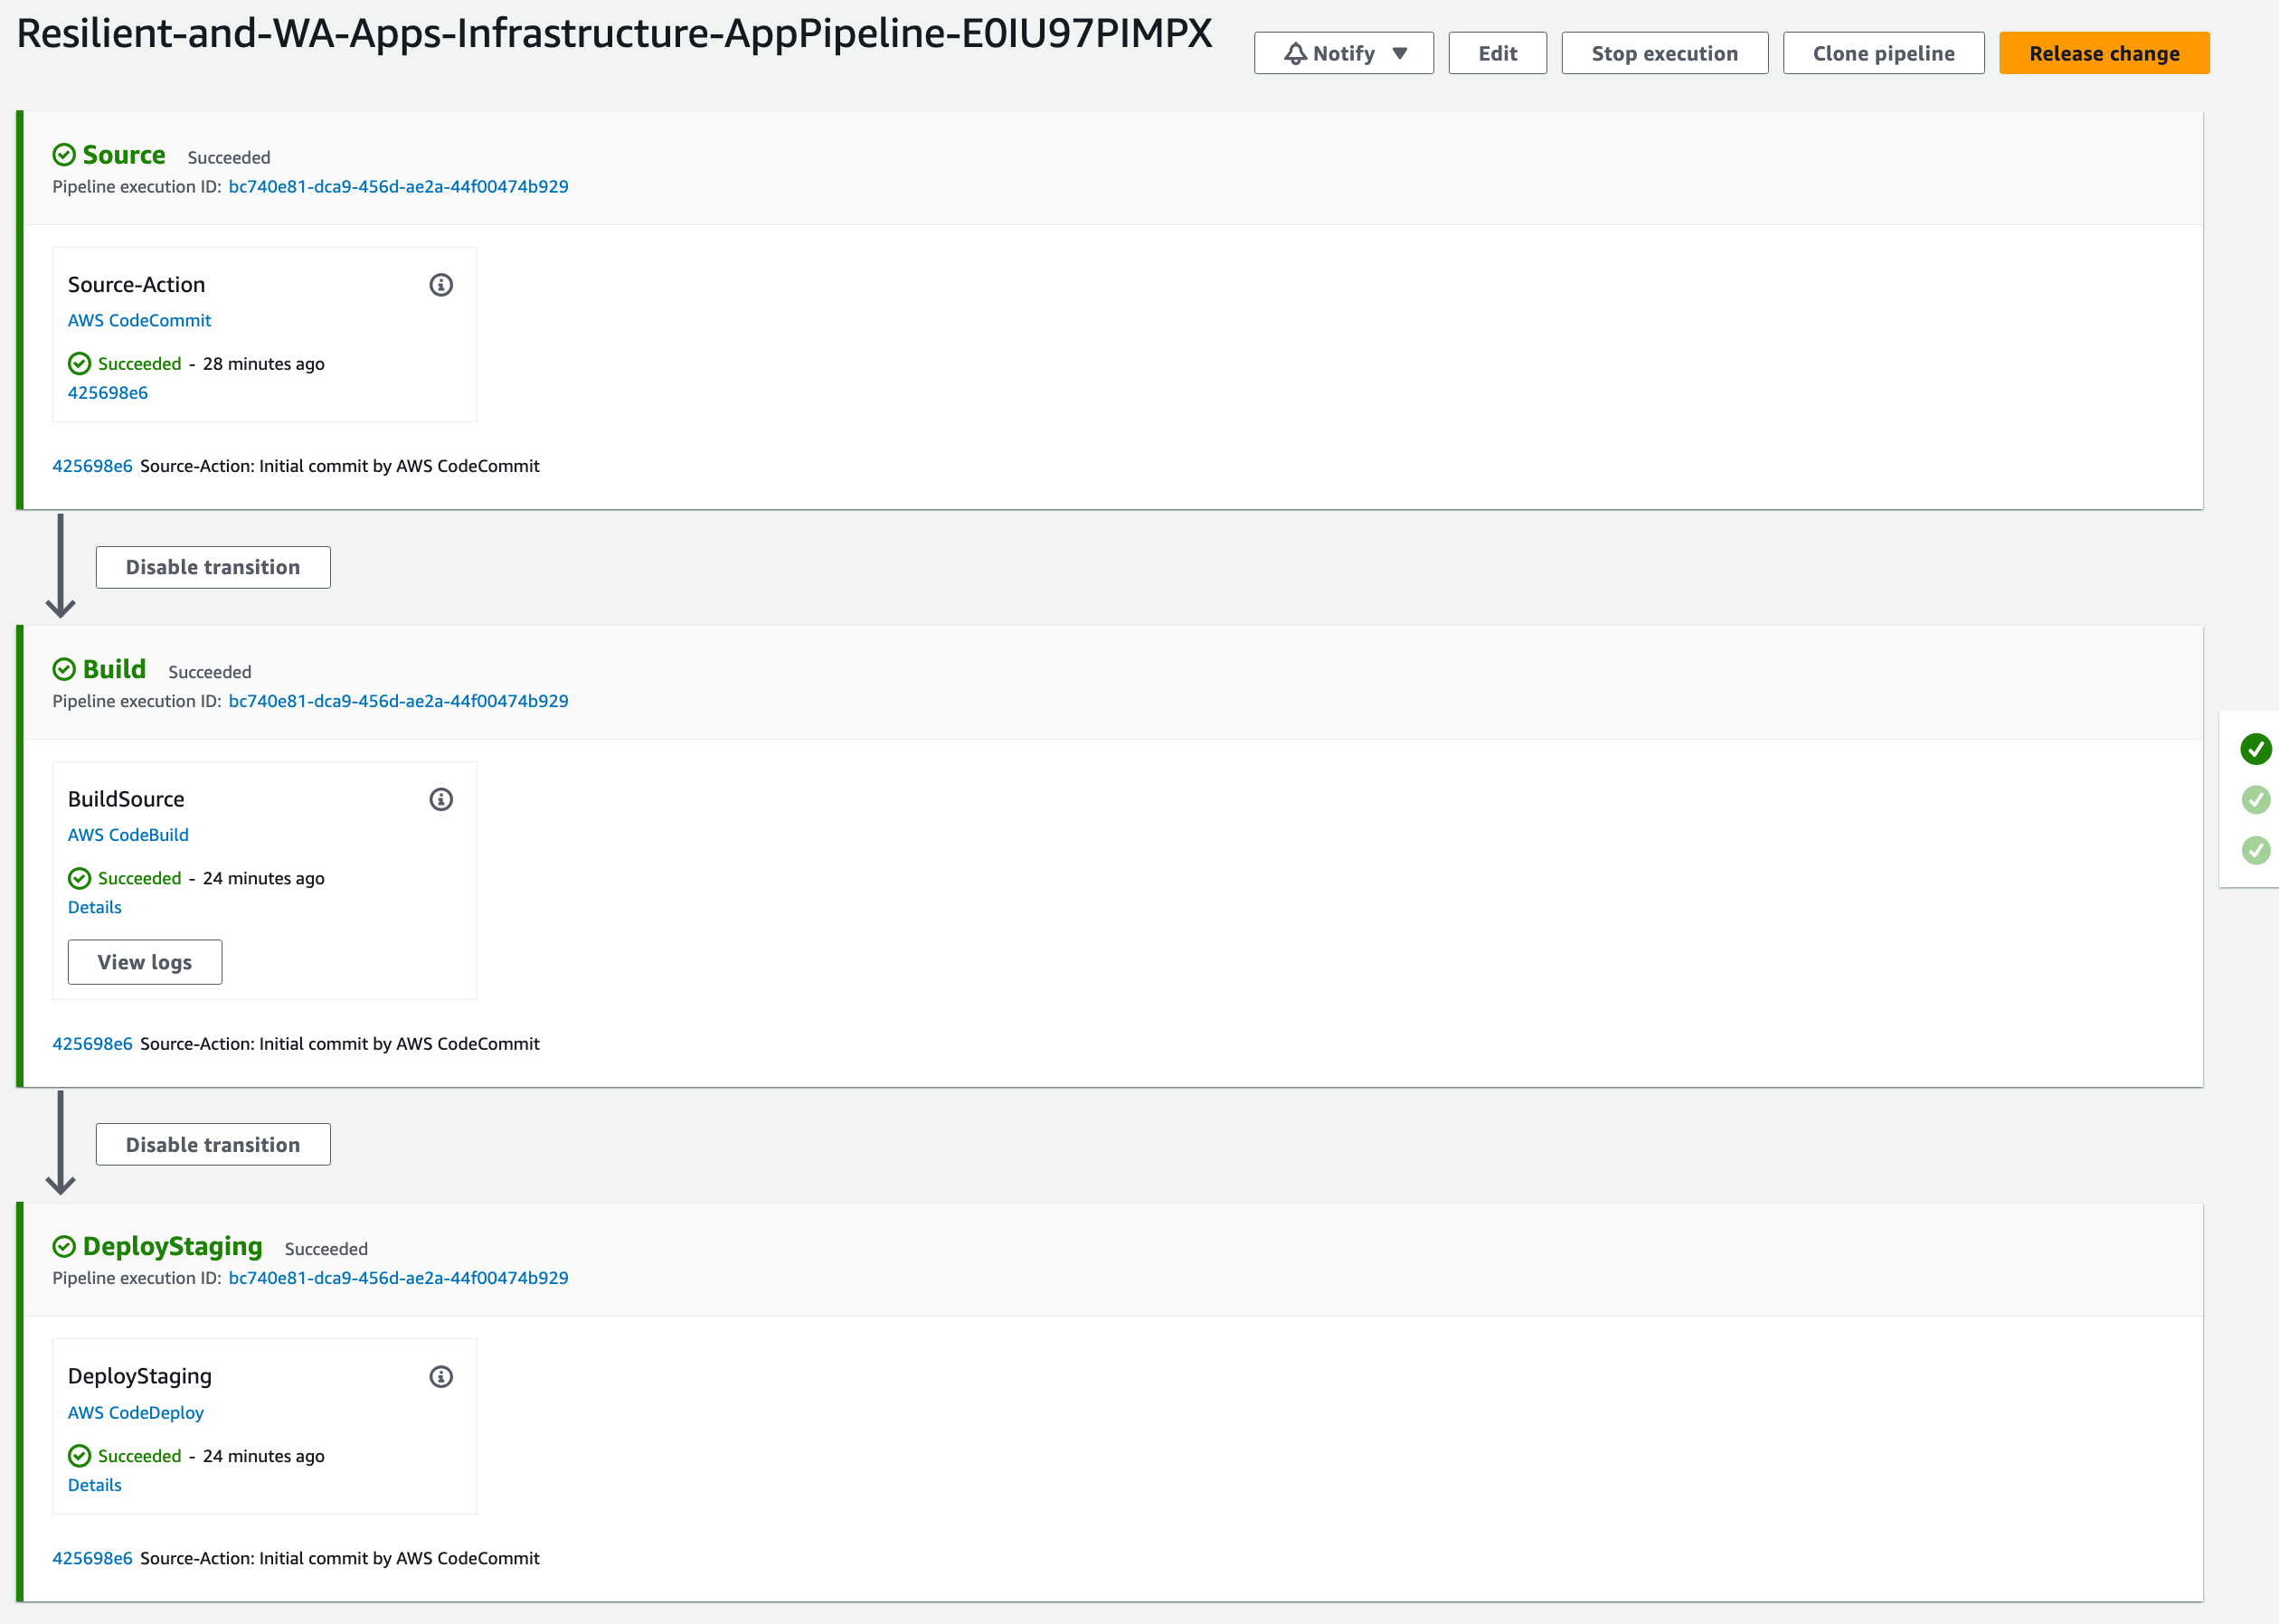 Resilient-and-WA-Apps-Infrastructure-AppPipeline-E0IU97PIMPX
Notify
Edit
Stop execution
Clone pipeline
Release change
Source Succeeded
Pipeline execution ID: bc740e81-dca9-456d-ae2a-44f00474b929
Source-Action
AWS CodeCommit
Succeeded - 28 minutes ago
425698e6
425698e6 Source-Action: Initial commit by AWS CodeCommit
Disable transition
Build Succeeded
Pipeline execution ID: bc740e81-dca9-456d-ae2a-44f00474b929
BuildSource
AWS CodeBuild
Succeeded - 24 minutes ago
Details
View logs
425698e6 Source-Action: Initial commit by AWS CodeCommit
Disable transition
DeployStaging Succeeded
Pipeline execution ID: bc740e81-dca9-456d-ae2a-44f00474b929
DeployStaging
AWS CodeDeploy
Succeeded - 24 minutes ago
Details
425698e6 Source-Action: Initial commit by AWS CodeCommit